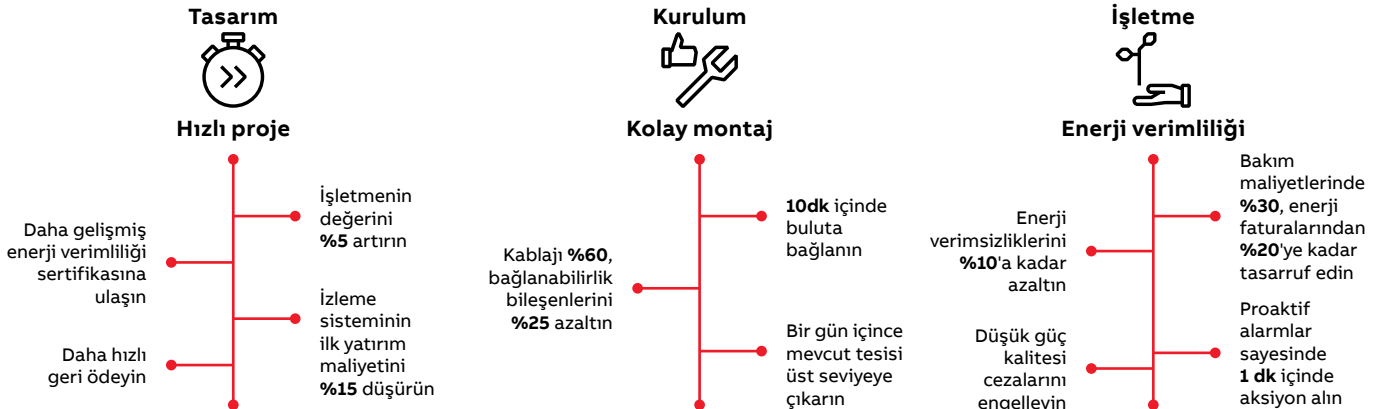 Tasarım
Hızlı proje
İşletmenin
değerini
%5 artırın
Daha gelişmiş
enerji verimliliği
sertifikasına
ulaşın
İzleme
sisteminin
ilk yatırım
maliyetini
%15 düşürün
Daha hızlı
geri ödeyin
Kurulum
Kolay montaj
10dk içinde
buluta
bağlanın
Kablajı %60,
bağlanabilirlik
bileşenlerini
%25 azaltın
Bir gün içince
mevcut tesisi
üst seviyeye
çıkarın
İşletme
Enerji verimliliği
Bakım
maliyetlerinde
%30, enerji
faturalarından
%20'ye kadar
tasarruf edin
Enerji
verimsizliklerini
%10'a kadar
azaltın
Proaktif
alarmlar
sayesinde
1 dk içinde
aksiyon alın
Düşük güç
kalitesi
cezalarını
engelleyin